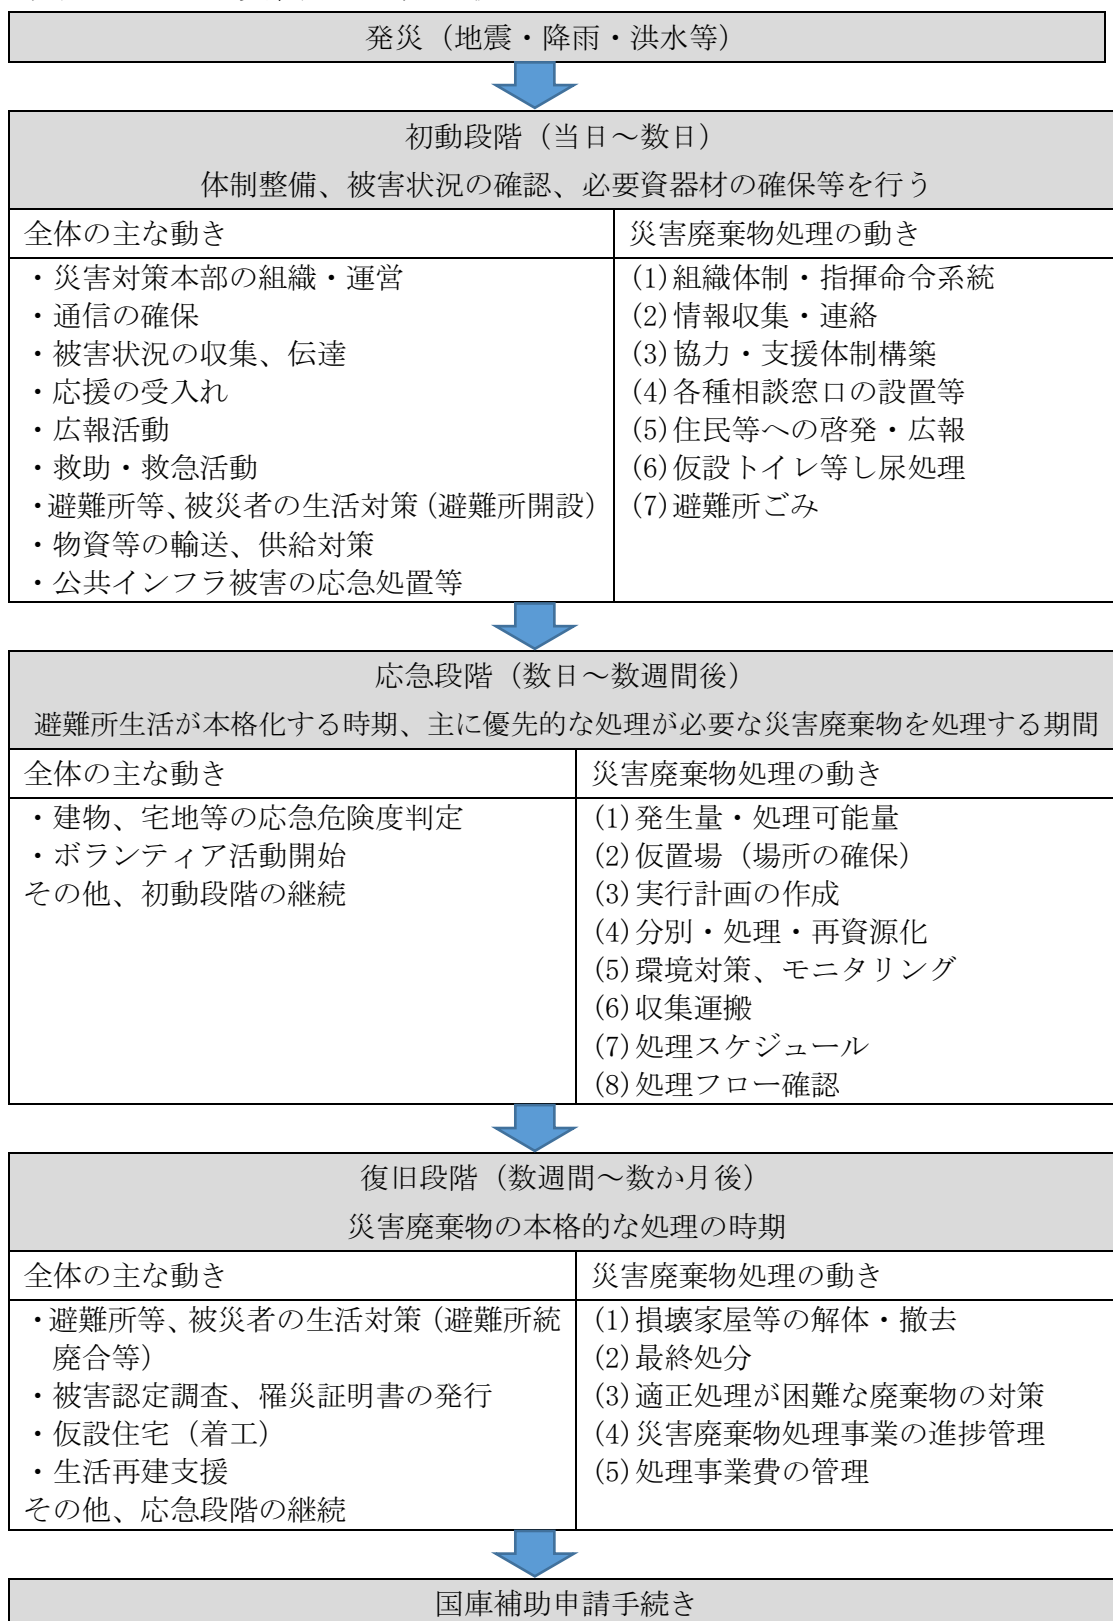 発災（地震・降雨・洪水等）
初動段階（当日～数日）
体制整備、被害状況の確認、必要資器材の確保等を行う
全体の主な動き
・災害対策本部の組織・運営
・通信の確保
・被害状況の収集、伝達
・応援の受入れ
・広報活動
・救助・救急活動
・避難所等、被災者の生活対策（避難所開設）
・物資等の輸送、供給対策
・公共インフラ被害の応急処置等
災害廃棄物処理の動き
(1)組織体制・指揮命令系統
(2)情報収集・連絡
(3)協力・支援体制構築
(4)各種相談窓口の設置等
(5)住民等への啓発・広報
(6)仮設トイレ等し尿処理
(7)避難所ごみ
応急段階（数日～数週間後）
避難所生活が本格化する時期、主に優先的な処理が必要な災害廃棄物を処理する期間
全体の主な動き
・建物、宅地等の応急危険度判定
・ボランティア活動開始
その他、初動段階の継続
災害廃棄物処理の動き
(1)発生量・処理可能量
(2)仮置場（場所の確保）
(3)実行計画の作成
(4)分別・処理・再資源化
(5)環境対策、モニタリング
(6)収集運搬
(7)処理スケジュール
(8)処理フロー確認
復旧段階（数週間～数か月後）
災害廃棄物の本格的な処理の時期
全体の主な動き
・避難所等、被災者の生活対策（避難所統
廃合等）
・被害認定調査、罹災証明書の発行
・仮設住宅（着工）
・生活再建支援
その他、応急段階の継続
災害廃棄物処理の動き
(1)損壊家屋等の解体・撤去
(2)最終処分
(3)適正処理が困難な廃棄物の対策
(4)災害廃棄物処理事業の進捗管理
(5)処理事業費の管理
国庫補助申請手続き